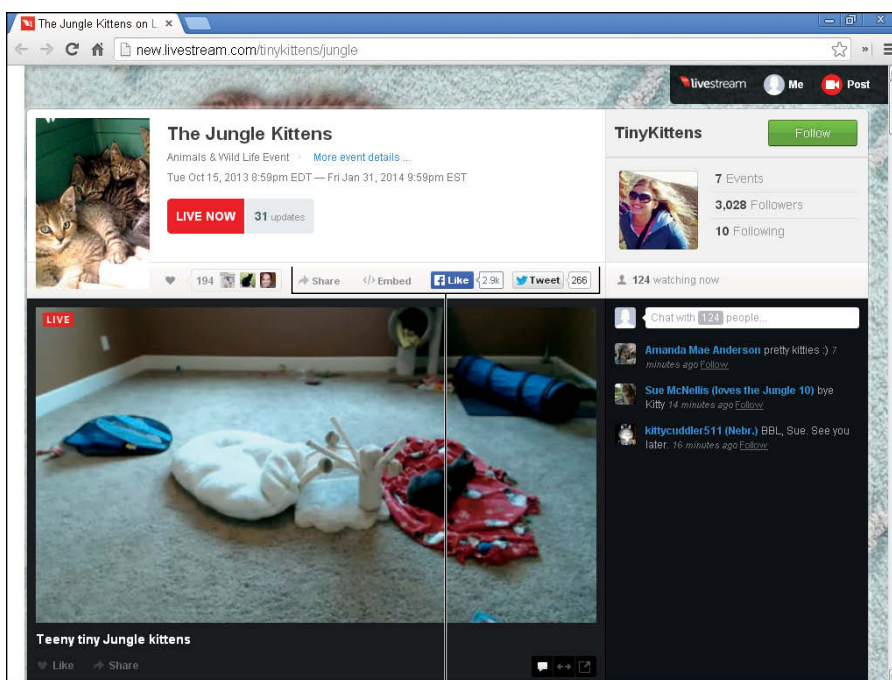 The Jungle Kittens on L
new.livestream.com/tinykittens/jungle
livestream Me Post
The Jungle Kittens
Animals & Wild Life Event · More event details ...
Tue Oct 15, 2013 8:59pm EDT — Fri Jan 31, 2014 9:59pm EST
LIVE NOW 31 updates
TinyKittens Follow
7 Events
3,028 Followers
10 Following
194 Share </> Embed Like 2.9k Tweet 266
124 watching now
LIVE
Chat with 124 people...
Amanda Mae Anderson pretty kitties :) 7
minutes ago Follow
Sue McNellis (loves the Jungle 10) bye
Kitty 14 minutes ago Follow
kittycuddler511 (Nebr.) BBL, Sue. See you
later. 16 minutes ago Follow
Teeny tiny Jungle kittens
Like Share